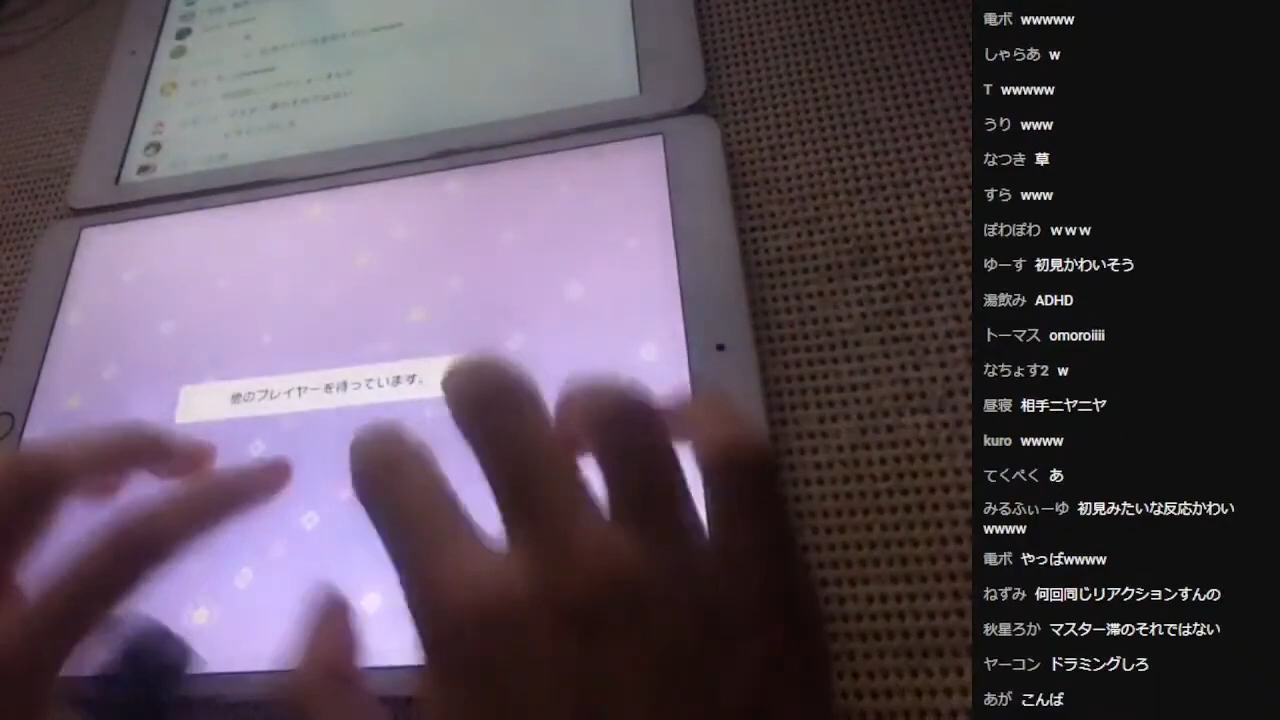 他のプレイヤーを待っています。
電ボ wwwww
しゃらあ w
T wwwww
うり www
なつき 草
すら www
ぽわぽわ ｗｗｗ
ゆーす 初見かわいそう
湯飲み ADHD
トーマス omoroiiii
なちょす2 w
昼寝 相手ニヤニヤ
kuro wwww
てくぺく あ
みるふぃーゆ 初見みたいな反応かわい
wwww
電ボ やっぱwwww
ねずみ 何回同じリアクションすんの
秋星ろか マスター滞のそれではない
ヤーコン ドラミングしろ
あが こんば